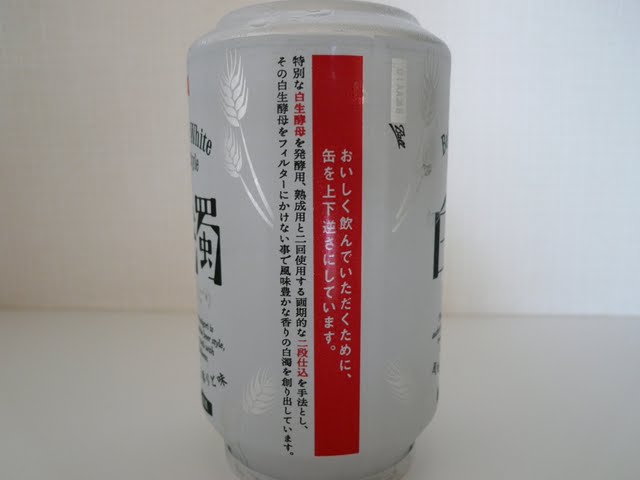 おいしく飲んでいただくために、
缶を上下逆さにしています。
特別な白生酵母を発酵用、熟成用と二回使用する画期的な二段仕込を手法とし、
その白生酵母をフィルターにかけない事で風味豊かな香りの白濁を創り出しています。
White
濁
Ball